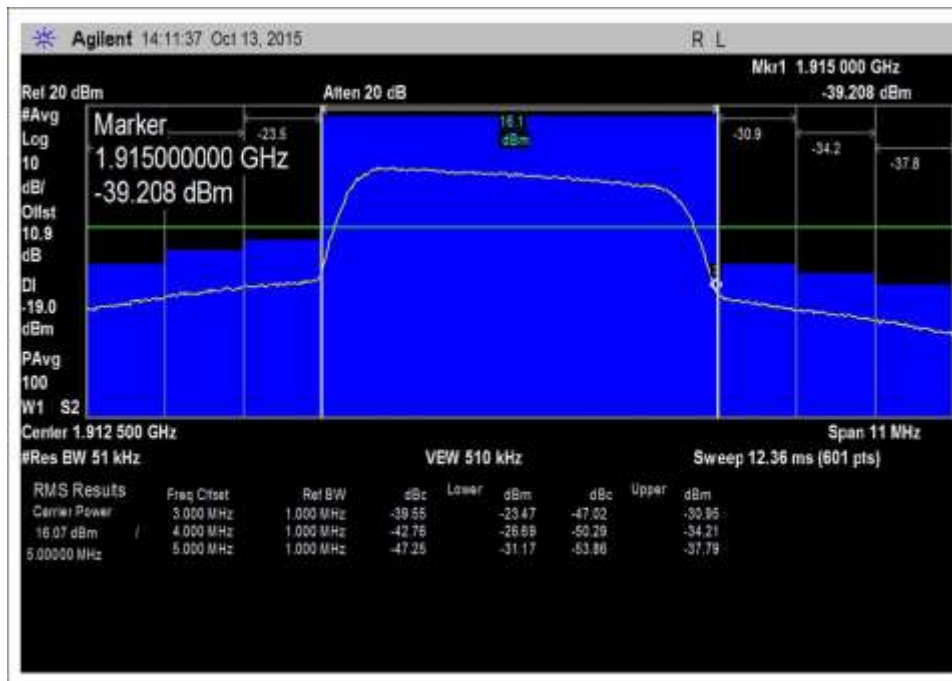 Agilent 14:11:37 Oct 13, 2015 R L
Mkr1 1.915 000 GHz
Ref 20 dBm Atten 20 dB -39.208 dBm
#Avg
Log
10
dB/
Offst
10.9
dB
DI
-19.0
dBm
PAvg
100
W1 S2
Marker
1.915000000 GHz
-39.208 dBm
-23.5
16.1
dBm
-30.9
-34.2
-37.8
Center 1.912 500 GHz Span 11 MHz
#Res BW 51 kHz VBW 510 kHz Sweep 12.36 ms (601 pts)
RMS Results Freq Offset Ref BW dBc Lower dBm dBc Upper dBm
Carrier Power 3.000 MHz 1.000 MHz -39.55 -23.47 -47.02 -30.95
16.07 dBm / 4.000 MHz 1.000 MHz -42.76 -26.69 -50.29 -34.21
5.00000 MHz 5.000 MHz 1.000 MHz -47.25 -31.17 -53.86 -37.79